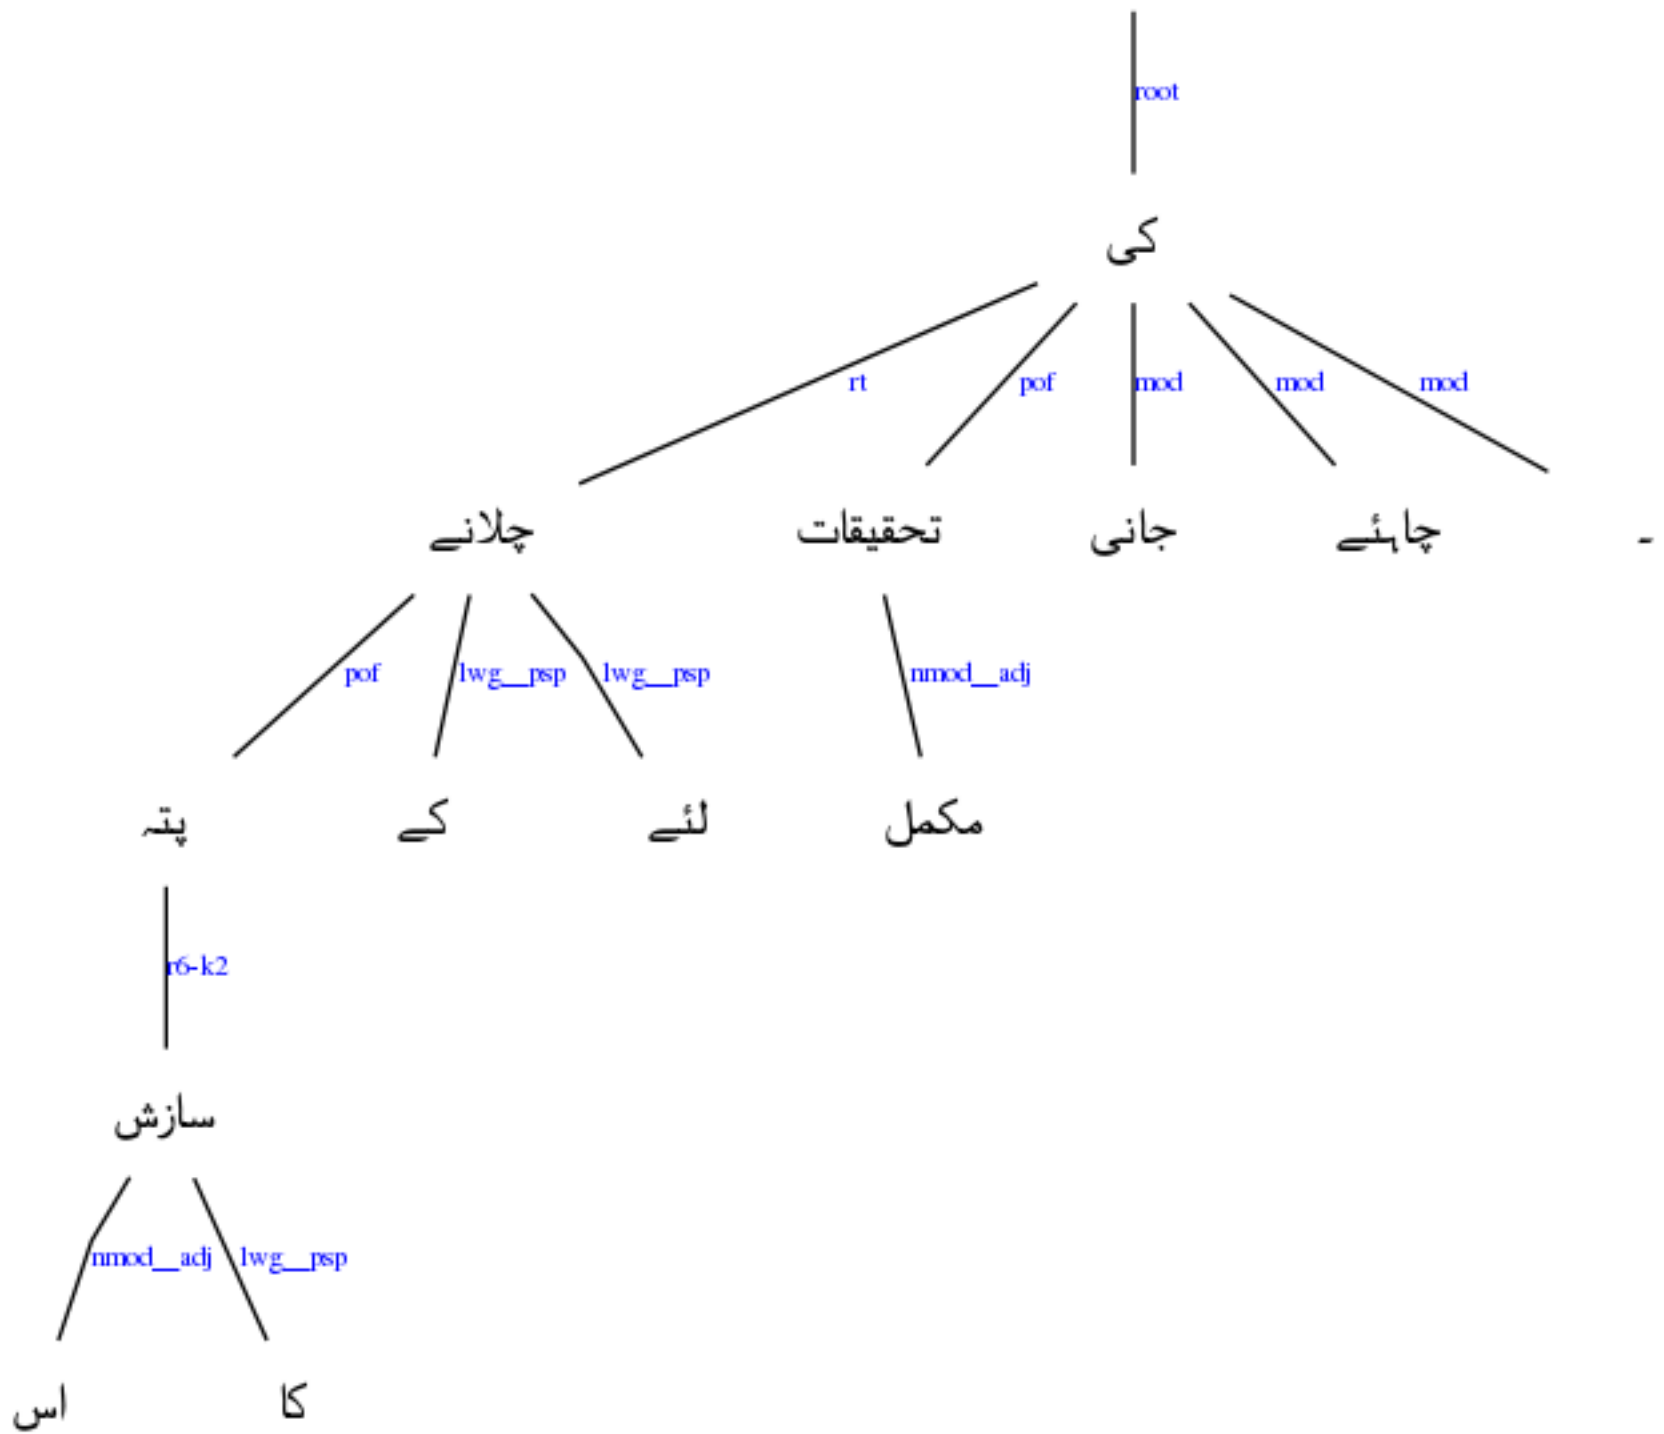 root
کی
rt pof mod mod mod
چلانے تحقیقات جانی چاہئے ۔
pof lwg__psp lwg__psp nmod__adj
پتہ کے لئے مکمل
r6-k2
سازش
nmod__adj lwg__psp
اس کا